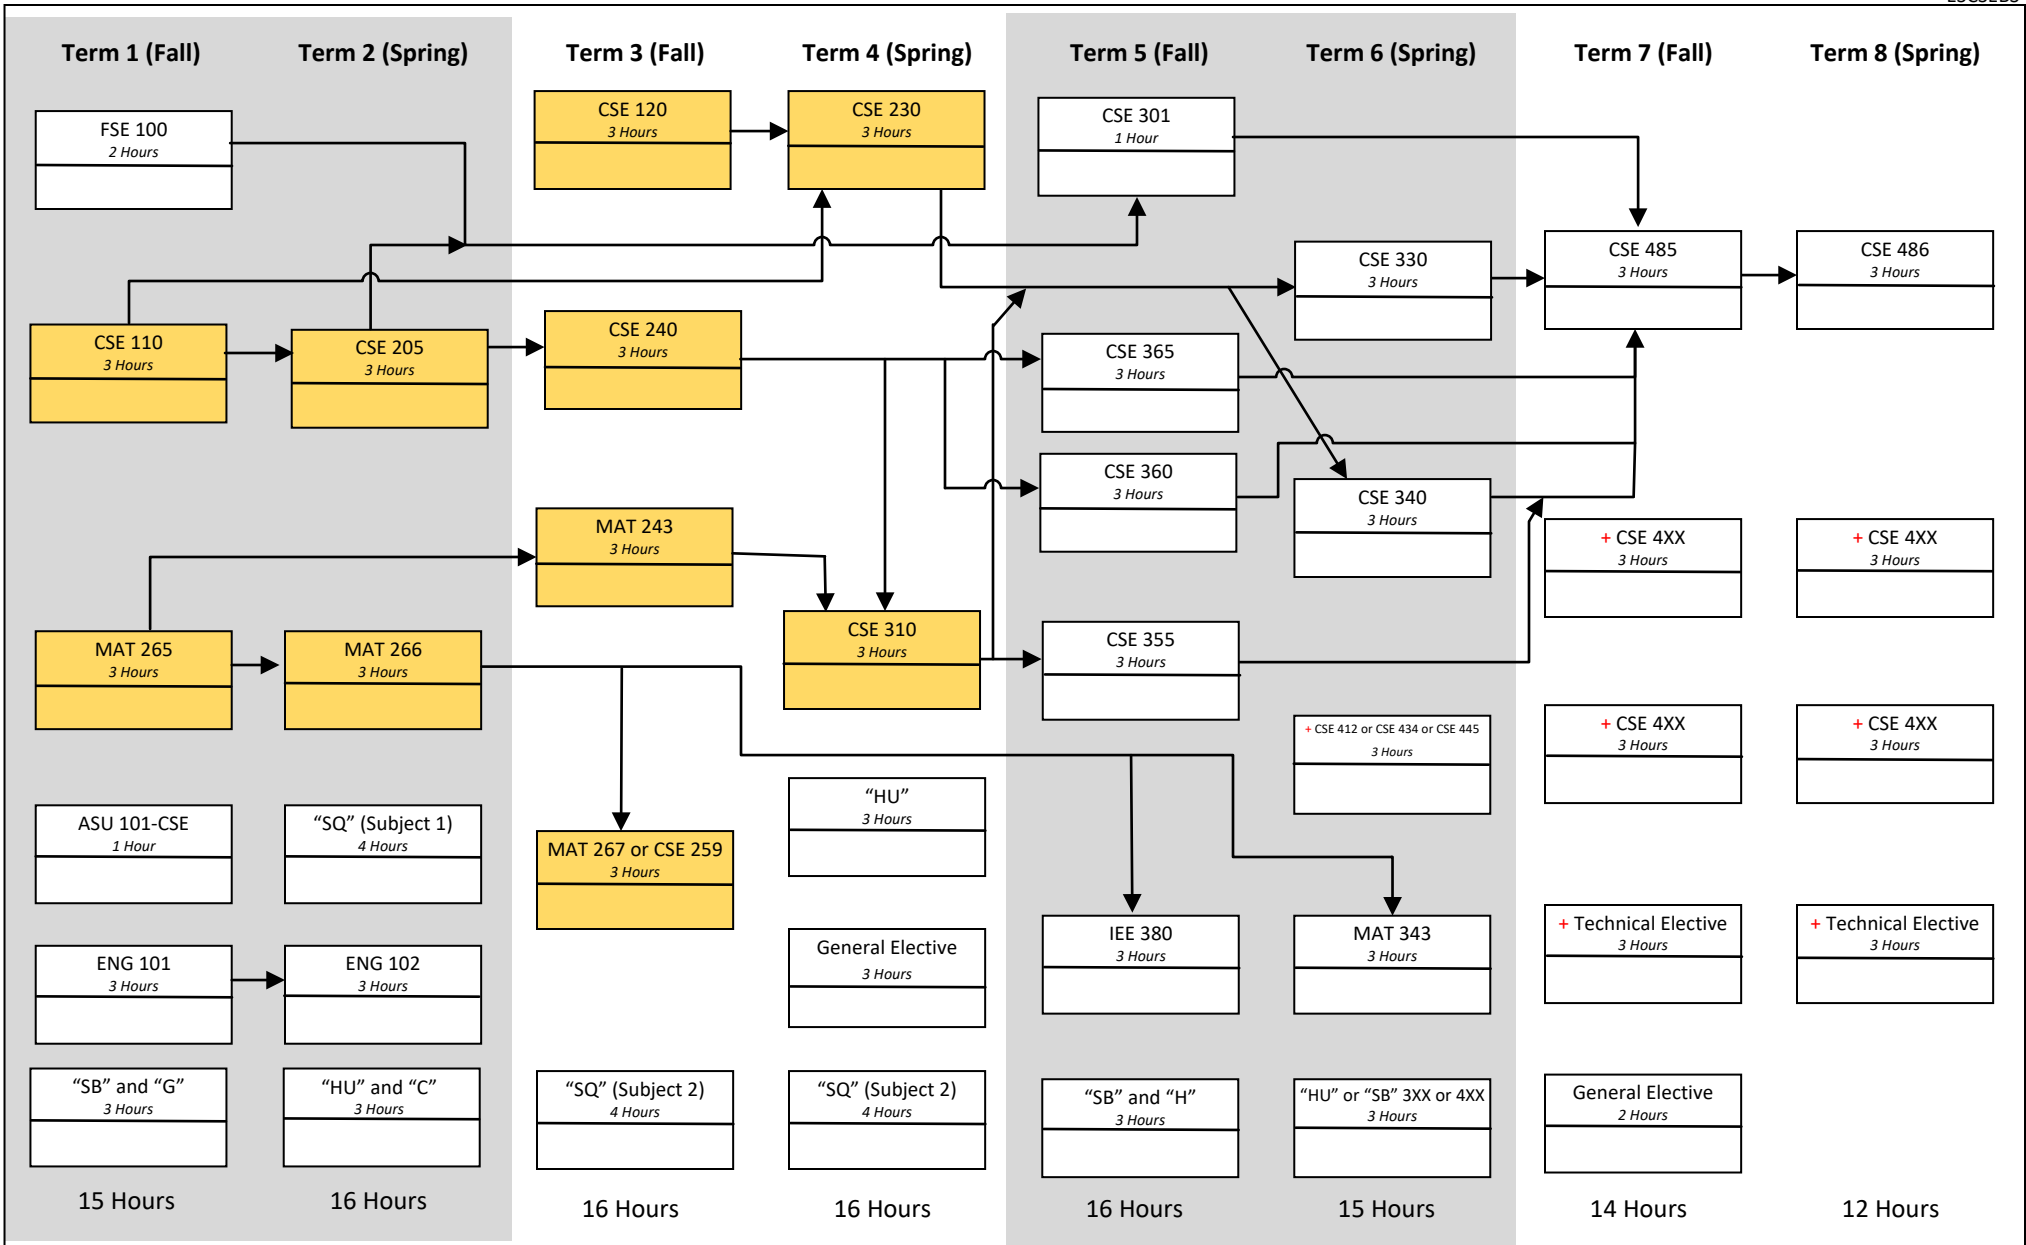 Term 1 (Fall)
FSE 100
2 Hours
CSE 110
3 Hours
MAT 265
3 Hours
ASU 101-CSE
1 Hour
ENG 101
3 Hours
“SB” and “G”
3 Hours
15 Hours
Term 2 (Spring)
CSE 205
3 Hours
MAT 266
3 Hours
“SQ” (Subject 1)
4 Hours
ENG 102
3 Hours
“HU” and “C”
3 Hours
16 Hours
Term 3 (Fall)
CSE 120
3 Hours
CSE 240
3 Hours
MAT 243
3 Hours
MAT 267 or CSE 259
3 Hours
“SQ” (Subject 2)
4 Hours
16 Hours
Term 4 (Spring)
CSE 230
3 Hours
CSE 310
3 Hours
“HU”
3 Hours
General Elective
3 Hours
“SQ” (Subject 2)
4 Hours
16 Hours
Term 5 (Fall)
CSE 301
1 Hour
CSE 365
3 Hours
CSE 360
3 Hours
CSE 355
3 Hours
IEE 380
3 Hours
“SB” and “H”
3 Hours
16 Hours
Term 6 (Spring)
CSE 330
3 Hours
CSE 340
3 Hours
+ CSE 412 or CSE 434 or CSE 445
3 Hours
MAT 343
3 Hours
“HU” or “SB” 3XX or 4XX
3 Hours
15 Hours
Term 7 (Fall)
CSE 485
3 Hours
+ CSE 4XX
3 Hours
+ CSE 4XX
3 Hours
+ Technical Elective
3 Hours
General Elective
2 Hours
14 Hours
Term 8 (Spring)
CSE 486
3 Hours
+ CSE 4XX
3 Hours
+ CSE 4XX
3 Hours
+ Technical Elective
3 Hours
12 Hours